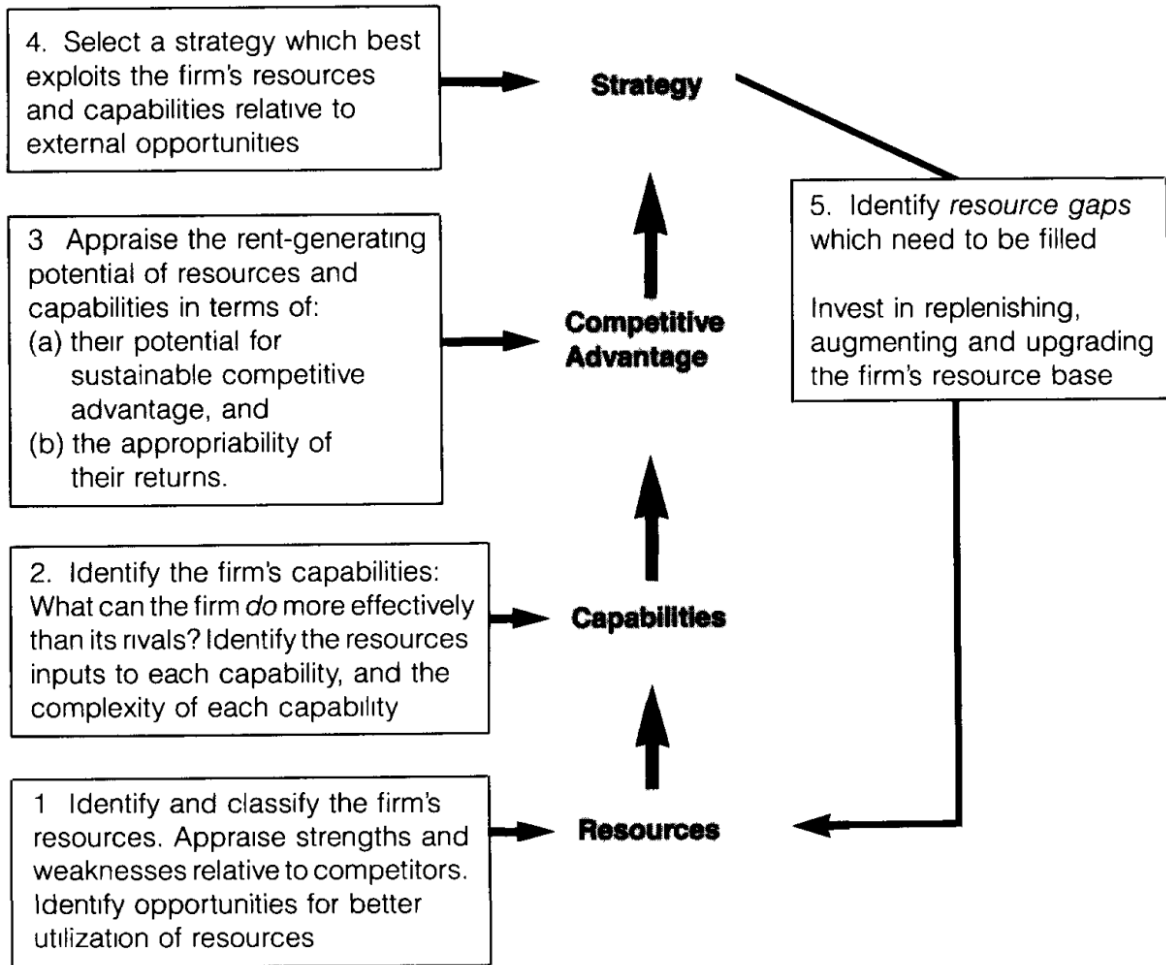 4. Select a strategy which best
exploits the firm's resources
and capabilities relative to
external opportunities
Strategy
5. Identify resource gaps
which need to be filled
Invest in replenishing,
augmenting and upgrading
the firm's resource base
3 Appraise the rent-generating
potential of resources and
capabilities in terms of:
(a) their potential for
sustainable competitive
advantage, and
(b) the appropriability of
their returns.
Competitive
Advantage
2. Identify the firm's capabilities:
What can the firm do more effectively
than its rivals? Identify the resources
inputs to each capability, and the
complexity of each capability
Capabilities
1 Identify and classify the firm's
resources. Appraise strengths and
weaknesses relative to competitors.
Identify opportunities for better
utilization of resources
Resources